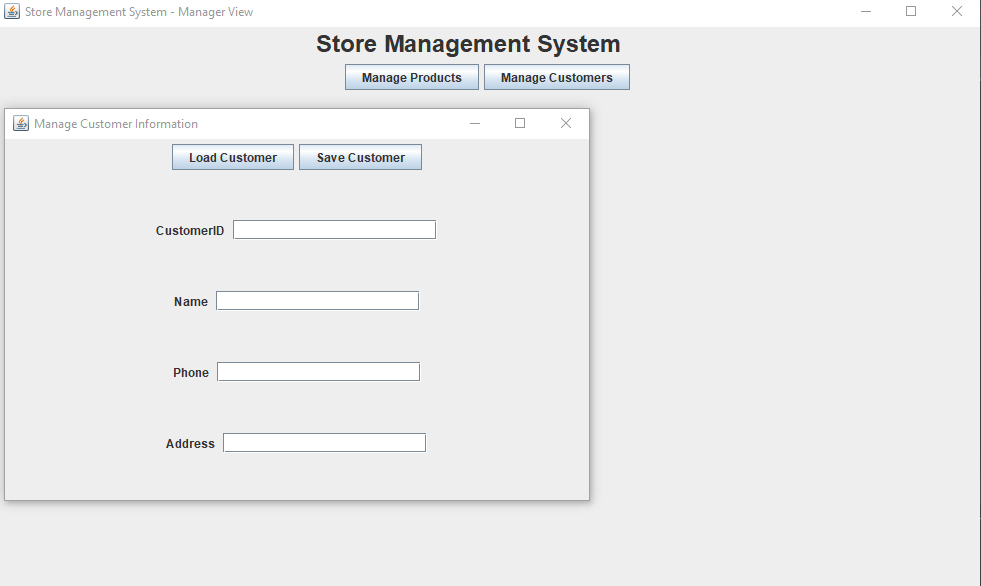 Store Management System - Manager View
Store Management System
Manage Products Manage Customers
Manage Customer Information
Load Customer Save Customer
CustomerID
Name
Phone
Address